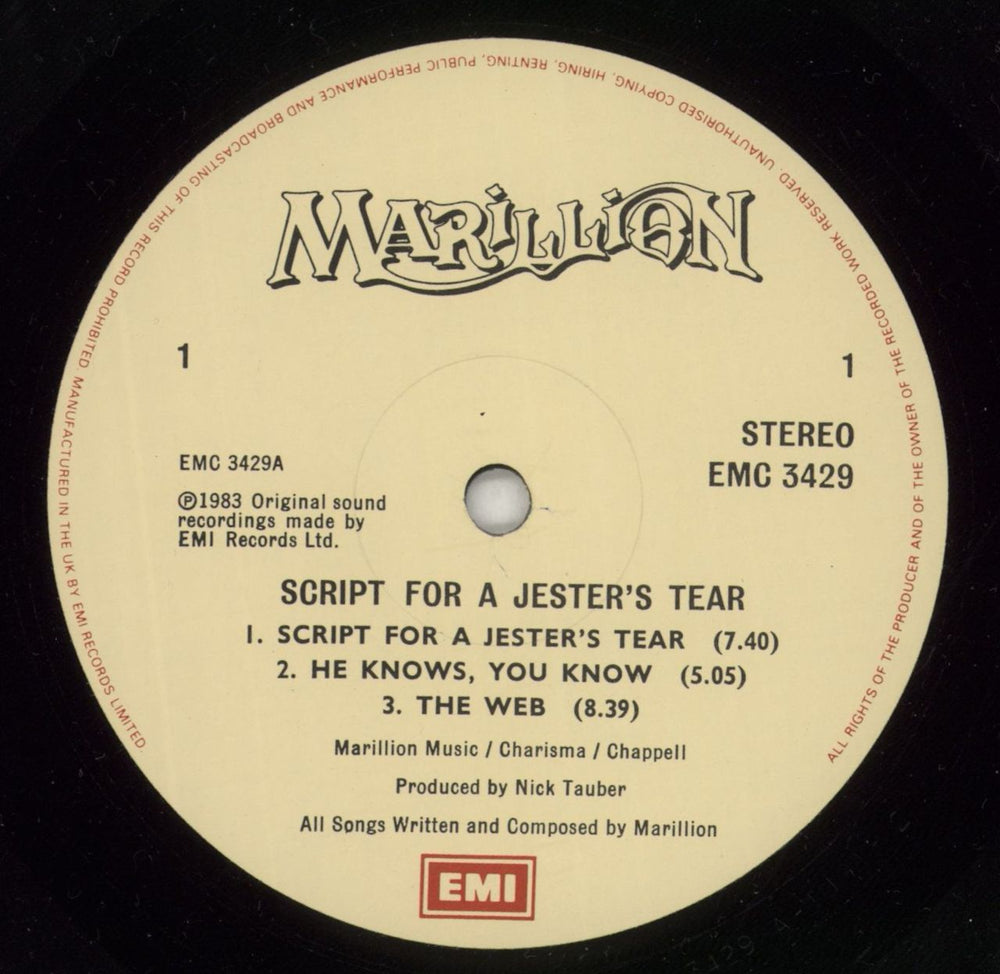 MARILLION
1
1
STEREO
EMC 3429A
EMC 3429
Ⓟ1983 Original sound
recordings made by
EMI Records Ltd.
SCRIPT FOR A JESTER'S TEAR
1. SCRIPT FOR A JESTER'S TEAR (7.40)
2. HE KNOWS, YOU KNOW (5.05)
3. THE WEB (8.39)
Marillion Music / Charisma / Chappell
Produced by Nick Tauber
All Songs Written and Composed by Marillion
EMI
ALL RIGHTS OF THE PRODUCER AND OF THE OWNER OF THE RECORDED WORK RESERVED. UNAUTHORISED COPYING, HIRING, RENTING, PUBLIC PERFORMANCE AND BROADCASTING OF THIS RECORD PROHIBITED. MANUFACTURED IN THE UK BY EMI RECORDS LIMITED.